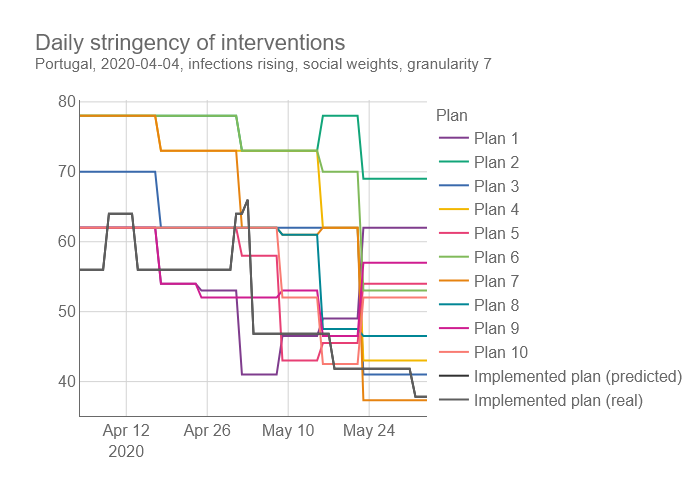 Daily stringency of interventions
Portugal, 2020-04-04, infections rising, social weights, granularity 7
80
70
60
50
40
Apr 12
2020
Apr 26
May 10
May 24
Plan
Plan 1
Plan 2
Plan 3
Plan 4
Plan 5
Plan 6
Plan 7
Plan 8
Plan 9
Plan 10
Implemented plan (predicted)
Implemented plan (real)